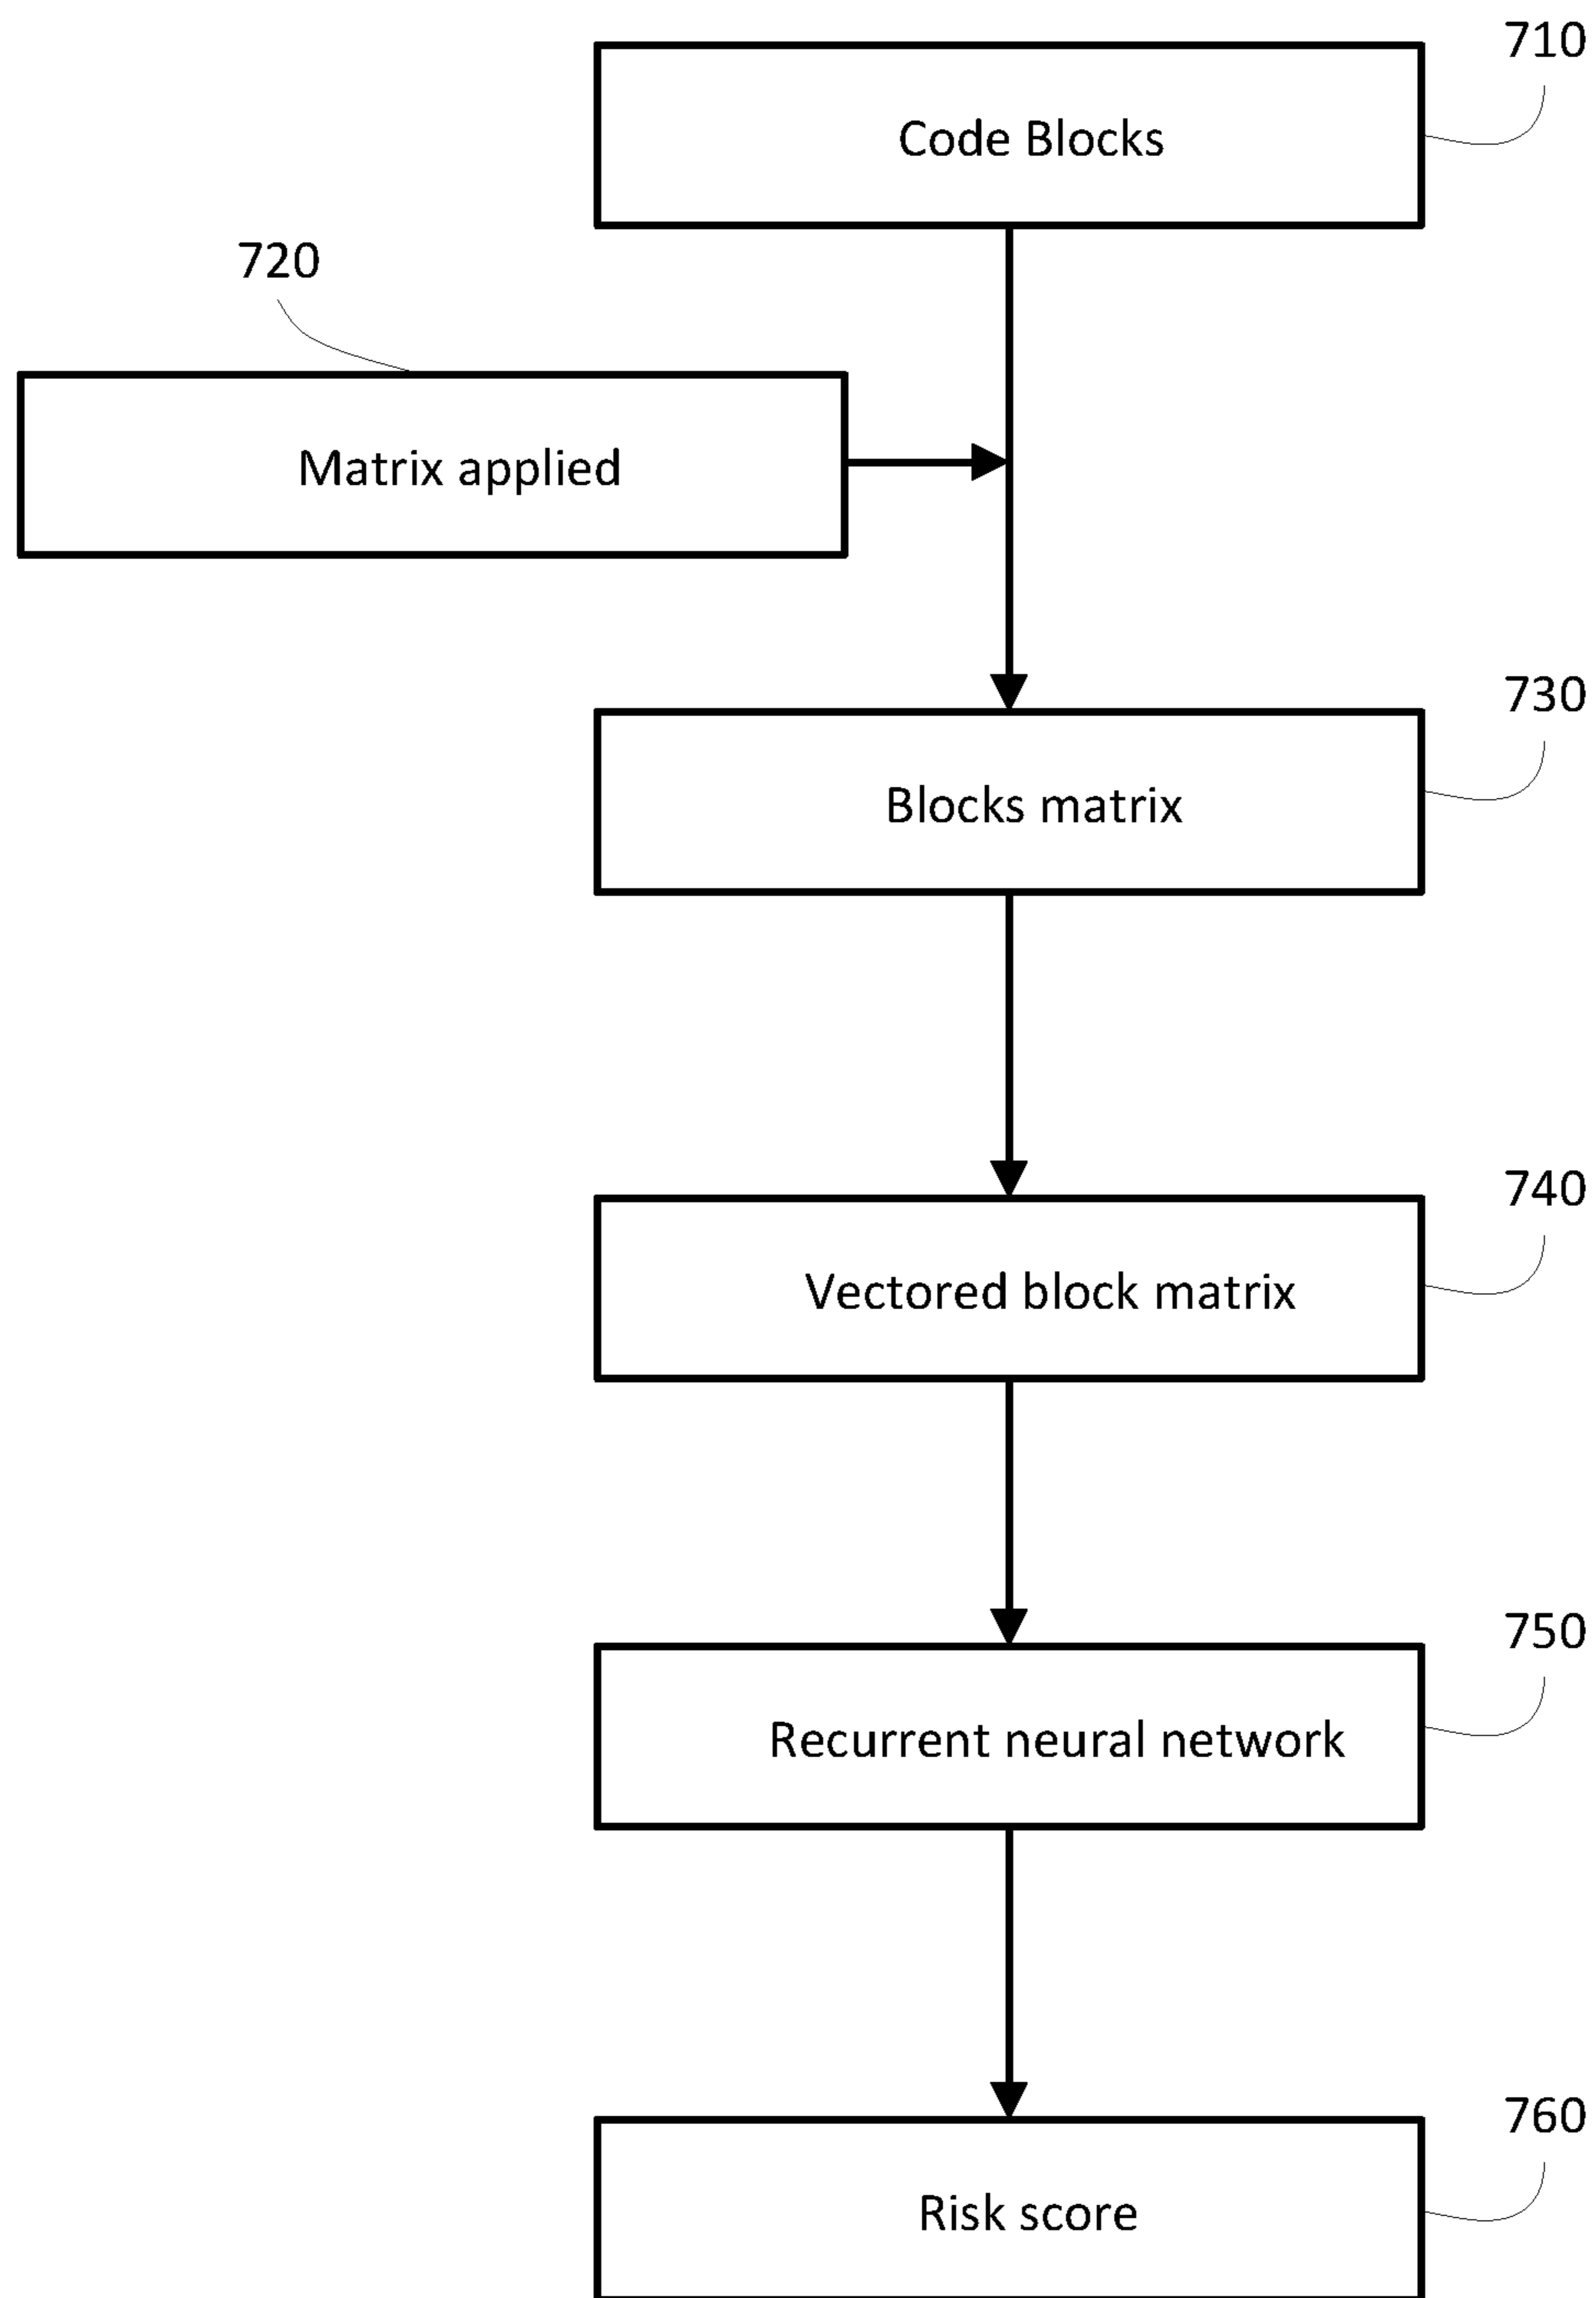 710
Code Blocks
720
Matrix applied
730
Blocks matrix
740
Vectored block matrix
750
Recurrent neural network
760
Risk score